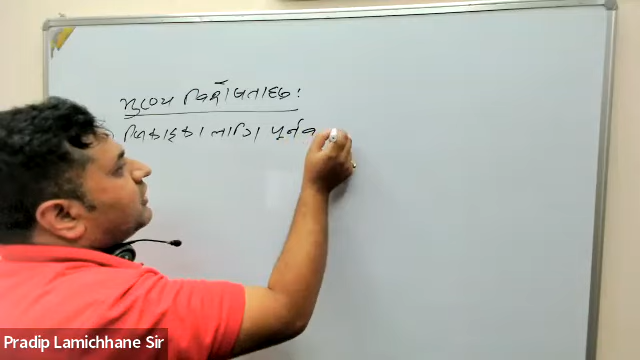 मुख्य विशेषताहरु:
विकाइका लागि पूर्न
Pradip Lamichhane Sir